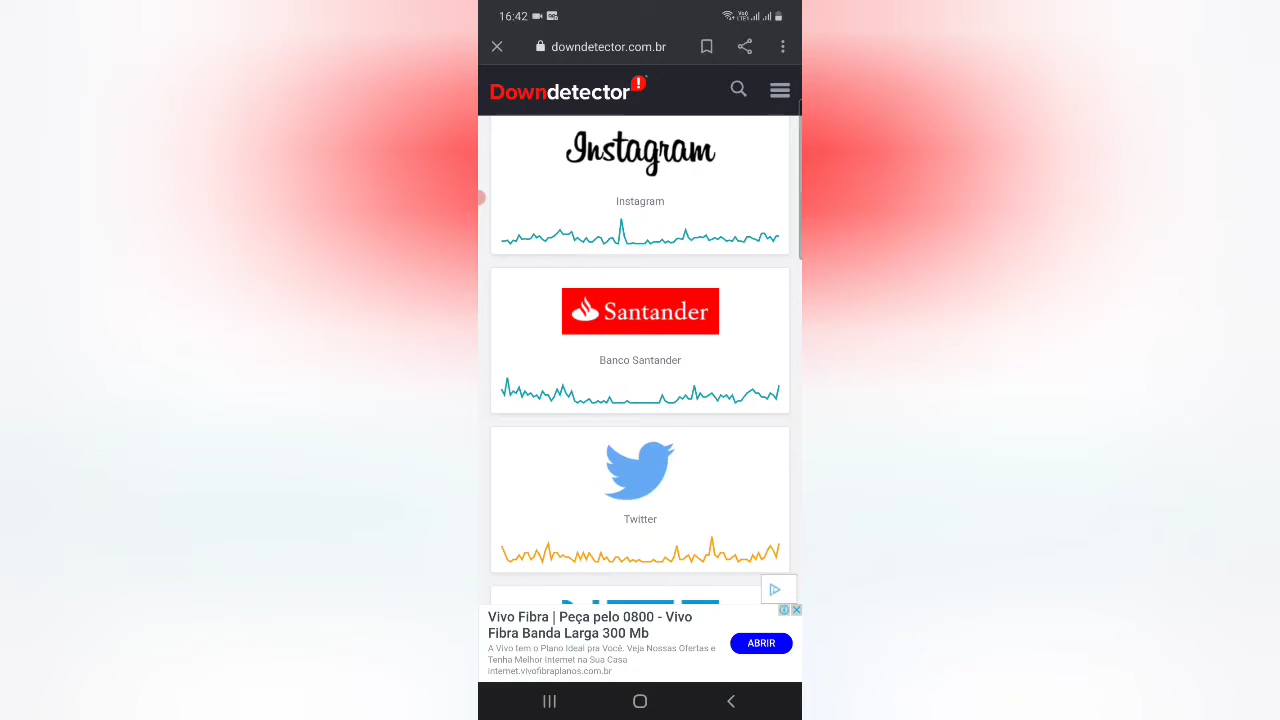 16:42
downdetector.com.br
Downdetector
Instagram
Instagram
Santander
Banco Santander
Twitter
Vivo Fibra | Peça pelo 0800 - Vivo
Fibra Banda Larga 300 Mb
A Vivo tem o Plano Ideal pra Você. Veja Nossas Ofertas e
Tenha Melhor Internet na Sua Casa
internet.vivofibraplanos.com.br
ABRIR